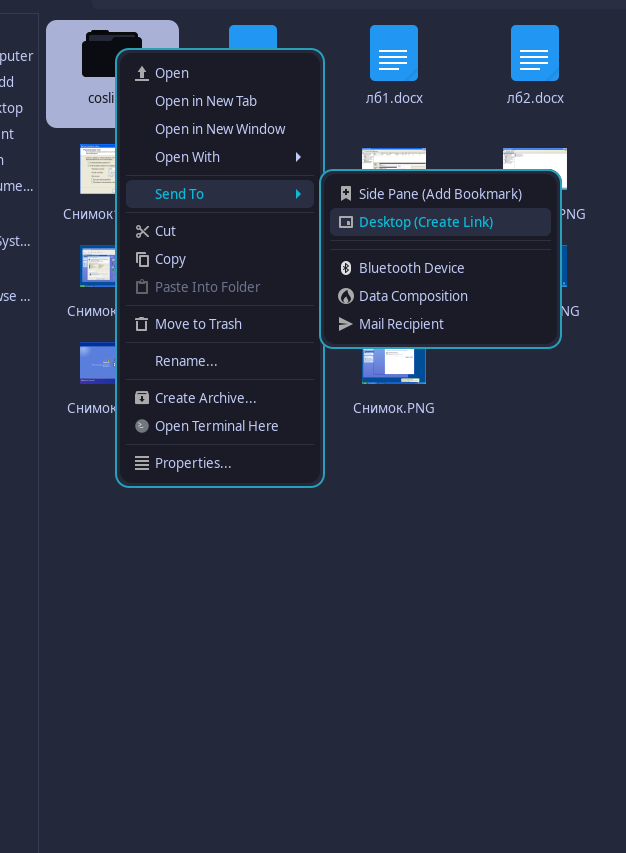 лб1.docx
лб2.docx
cosli
puter
dd
ktop
nt
ume...
Syst...
wse ...
Open
Open in New Tab
Open in New Window
Open With
Send To
Cut
Copy
Paste Into Folder
Move to Trash
Rename...
Create Archive...
Open Terminal Here
Properties...
Side Pane (Add Bookmark)
Desktop (Create Link)
Bluetooth Device
Data Composition
Mail Recipient
Снимок
PNG
Снимок
NG
Снимок
Снимок.PNG